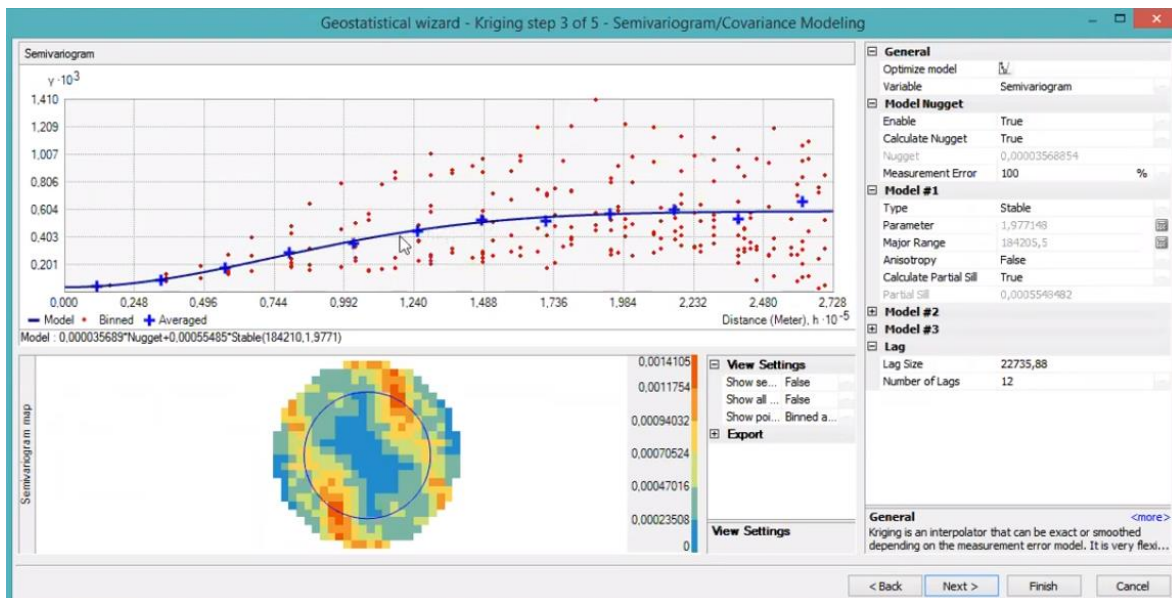 Geostatistical wizard - Kriging step 3 of 5 - Semivariogram/Covariance Modeling
Semivariogram
γ·10³
1,410
1,209
1,007
0,806
0,604
0,403
0,201
0,000 0,248 0,496 0,744 0,992 1,240 1,488 1,736 1,984 2,232 2,480 2,728
Model Binned Averaged Distance (Meter), h·10⁻⁵
Model : 0,000035689*Nugget+0,00055485*Stable(184210,1,9771)
Semivariogram map
0,0014105
0,0011754
0,00094032
0,00070524
0,00047016
0,00023508
0
View Settings
Show se... False
Show all ... False
Show poi... Binned a...
Export
View Settings
General
Optimize model
Variable Semivariogram
Model Nugget
Enable True
Calculate Nugget True
Nugget 0,00003568854
Measurement Error 100 %
Model #1
Type Stable
Parameter 1,977148
Major Range 184205,5
Anisotropy False
Calculate Partial Sill True
Partial Sill 0,0005548482
Model #2
Model #3
Lag
Lag Size 22735,88
Number of Lags 12
General <more>
Kriging is an interpolator that can be exact or smoothed
depending on the measurement error model. It is very flexi...
< Back Next > Finish Cancel